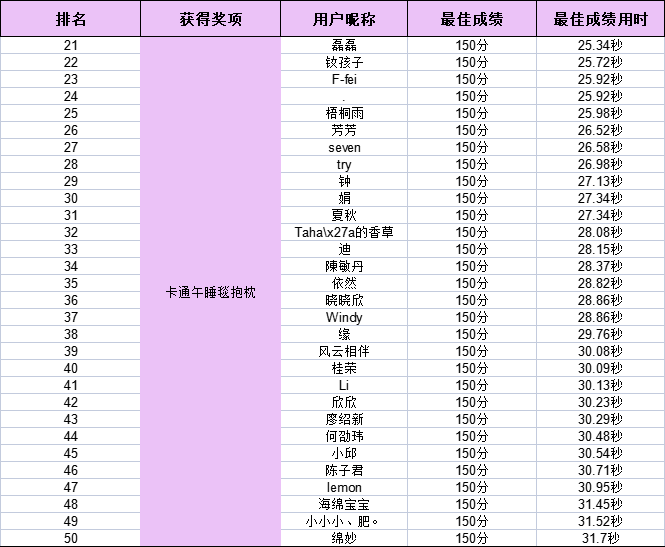 排名 获得奖项 用户昵称 最佳成绩 最佳成绩用时
21 磊磊 150分 25.34秒
22 钕孩子 150分 25.72秒
23 F-fei 150分 25.92秒
24 . 150分 25.92秒
25 梧桐雨 150分 25.98秒
26 芳芳 150分 26.52秒
27 seven 150分 26.58秒
28 try 150分 26.98秒
29 钟 150分 27.13秒
30 娟 150分 27.34秒
31 夏秋 150分 27.34秒
32 Taha\x27a的香草 150分 28.08秒
33 迪 150分 28.15秒
34 陳敏丹 150分 28.37秒
35 依然 150分 28.82秒
卡通午睡毯抱枕
36 晓晓欣 150分 28.86秒
37 Windy 150分 28.86秒
38 缘 150分 29.76秒
39 风云相伴 150分 30.08秒
40 桂荣 150分 30.09秒
41 Li 150分 30.13秒
42 欣欣 150分 30.23秒
43 廖绍新 150分 30.29秒
44 何劭玮 150分 30.48秒
45 小邱 150分 30.54秒
46 陈子君 150分 30.71秒
47 lemon 150分 30.95秒
48 海绵宝宝 150分 31.45秒
49 小小小、肥。 150分 31.52秒
50 绵妙 150分 31.7秒